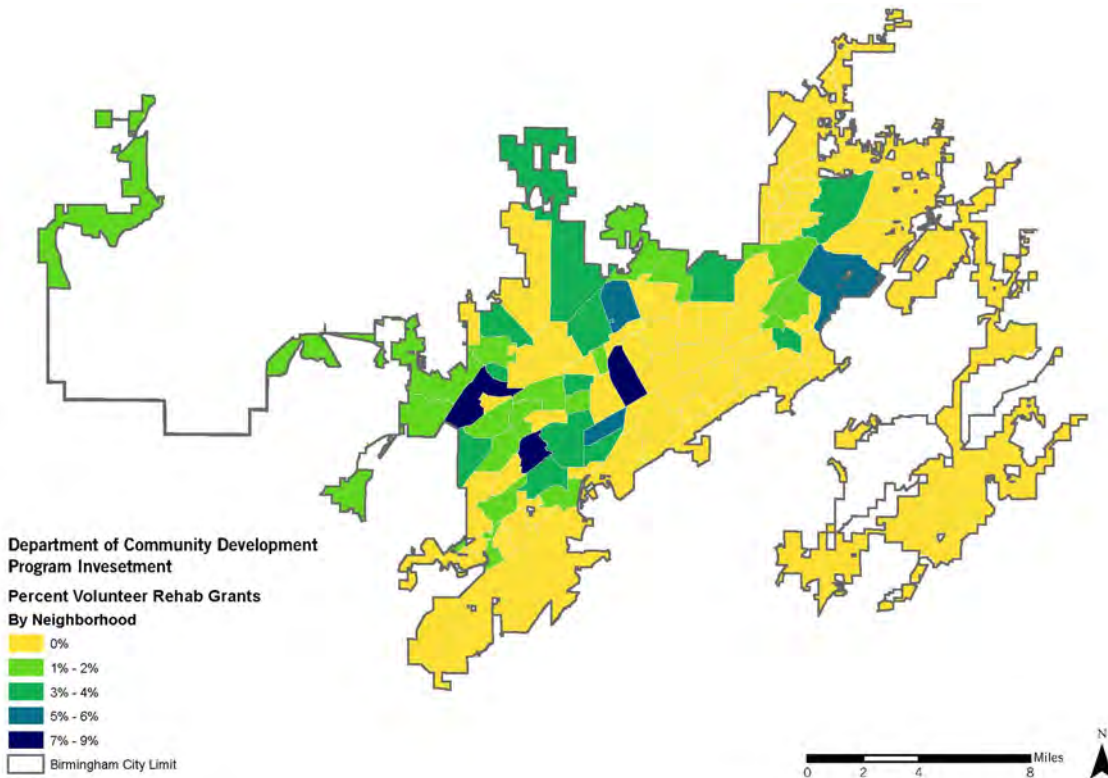 Department of Community Development
Program Invesetment
Percent Volunteer Rehab Grants
By Neighborhood
0%
1% - 2%
3% - 4%
5% - 6%
7% - 9%
Birmingham City Limit
N
Miles
0 2 4 8